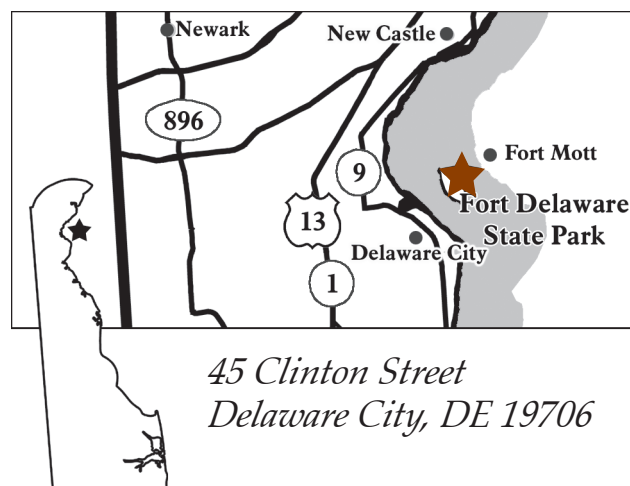 Newark
New Castle
896
9
Fort Mott
Fort Delaware
State Park
13
Delaware City
1
45 Clinton Street
Delaware City, DE 19706